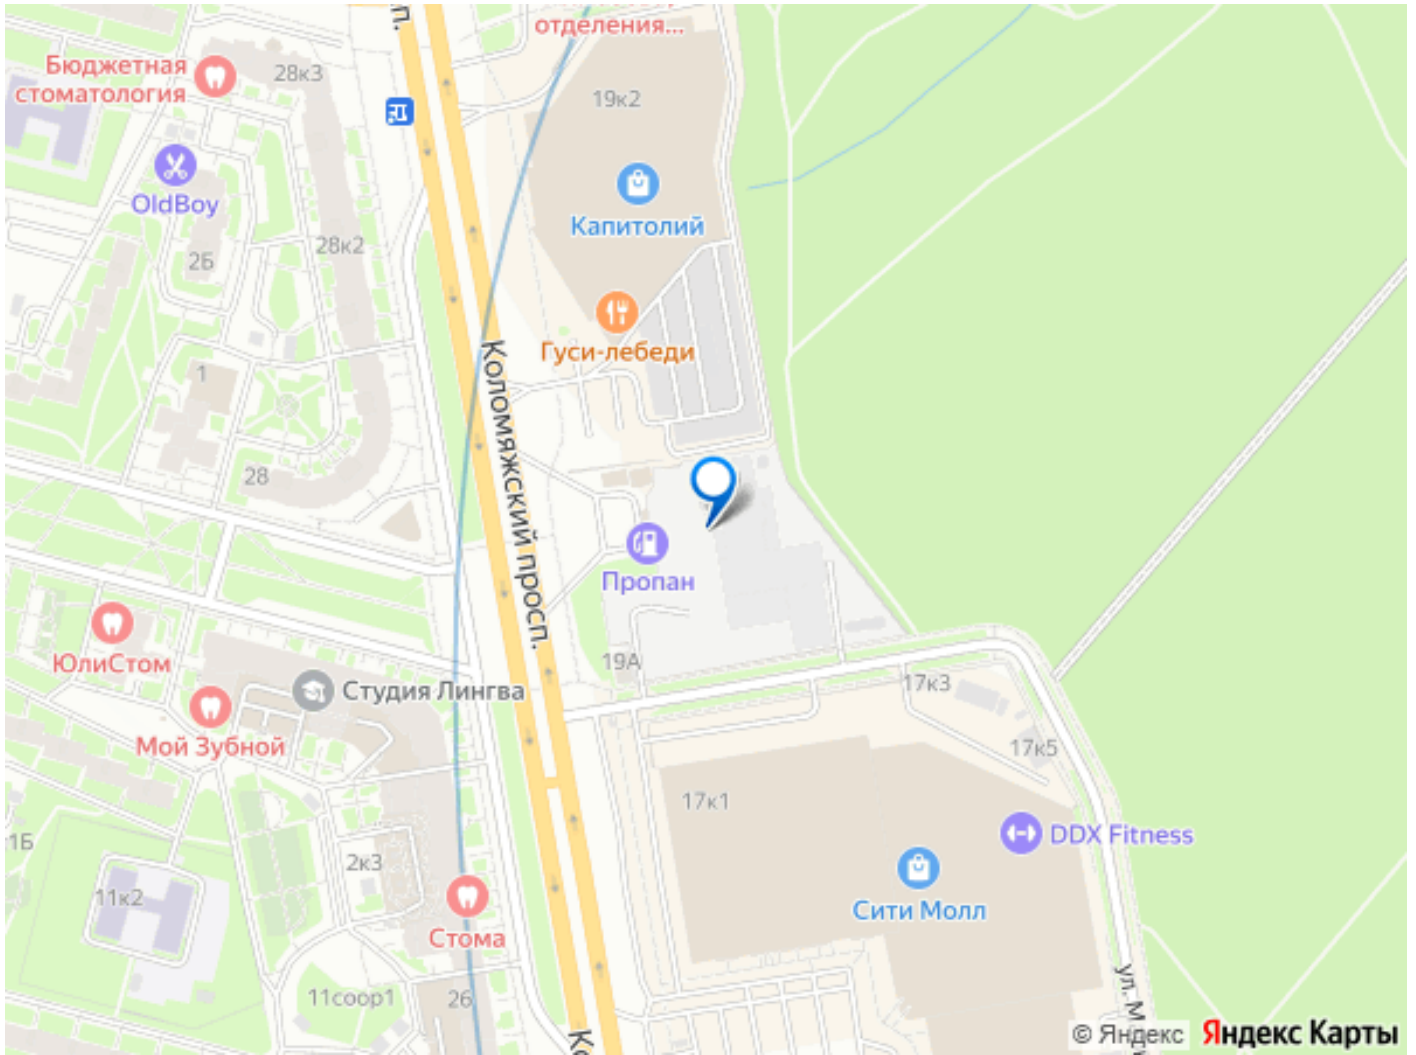 п.
отделения...
Бюджетная
стоматология
28к3
19к2
OldBoy
28к2
2Б
Капитолий
Гуси-лебеди
1
Коломяжский просп.
28
Пропан
ЮлиСтом
19А
Студия Лингва
17к3
Мой Зубной
17к5
17к1
1Б
DDX Fitness
2к3
11к2
Сити Молл
Стома
11соор1
26
ул. М
Ко
© Яндекс
Яндекс Карты